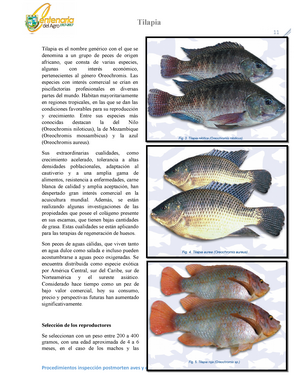 Centenaria
del Agro
Tilapia
Tilapia es el nombre genérico con el que se
denomina a un grupo de peces de origen
africano, que consta de varias especies,
algunas con interés económico,
pertenecientes al género Oreochromis. Las
especies con interés comercial se crían en
piscifactorías profesionales en diversas
partes del mundo. Habitan mayoritariamente
en regiones tropicales, en las que se dan las
condiciones favorables para su reproducción
y crecimiento. Entre sus especies más
conocidas destacan la del Nilo
(Oreochromis niloticus), la de Mozambique
(Oreochromis mossambicus) y la azul
(Oreochromis aureus).
Sus extraordinarias cualidades, como
crecimiento acelerado, tolerancia a altas
densidades poblacionales, adaptación al
cautiverio y a una amplia gama de
alimentos, resistencia a enfermedades, carne
blanca de calidad y amplia aceptación, han
despertado gran interés comercial en la
acuicultura mundial. Además, se están
realizando algunas investigaciones de las
propiedades que posee el colágeno presente
en sus escamas, que tienen bajas cantidades
de grasa. Estas cualidades se están aplicando
para las terapias de regeneración de huesos.
Son peces de aguas cálidas, que viven tanto
en agua dulce como salada e incluso pueden
acostumbrarse a aguas poco oxigenadas. Se
encuentra distribuida como especie exótica
por América Central, sur del Caribe, sur de
Norteamérica y el sureste asiático.
Considerado hace tiempo como un pez de
bajo valor comercial, hoy su consumo,
precio y perspectivas futuras han aumentado
significativamente.
Selección de los reproductores
Se seleccionan con un peso entre 200 a 400
gramos, con una edad aproximada de 4 a 6
meses, en el caso de los machos y las
Fig. 3. Tilapia nilótica (Oreochromis niloticus).
Fig. 4. Tilapia aurea (Oreochromis aureus).
Fig. 5. Tilapia roja (Oreochromis sp.)
Procedimientos inspección postmorten aves y